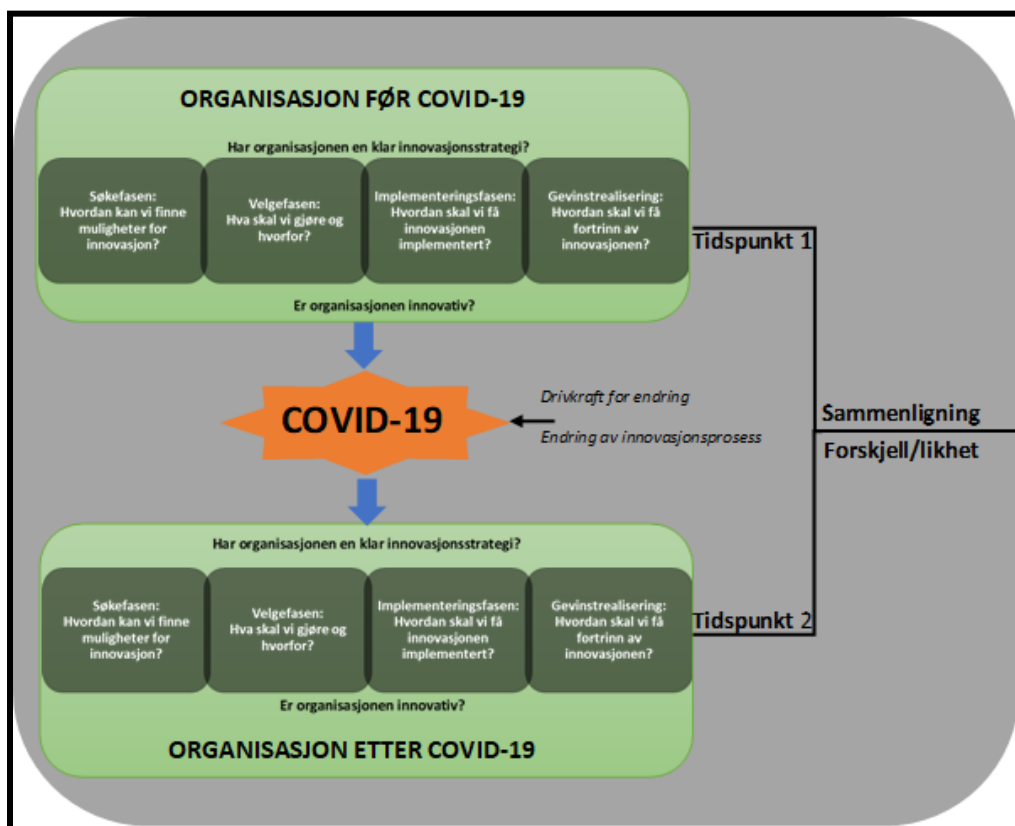 ORGANISASJON FØR COVID-19
Har organisasjonen en klar innovasjonsstrategi?
Søkefasen:
Hvordan kan vi finne
muligheter for
innovasjon?
Velgefasen:
Hva skal vi gjøre og
hvorfor?
Implementeringsfasen:
Hvordan skal vi få
innovasjonen
implementert?
Gevinstrealisering:
Hvordan skal vi få
fortrinn av
innovasjonen?
Er organisasjonen innovativ?
Tidspunkt 1
COVID-19
Drivkraft for endring
Endring av innovasjonsprosess
Sammenligning
Forskjell/likhet
Har organisasjonen en klar innovasjonsstrategi?
Søkefasen:
Hvordan kan vi finne
muligheter for
innovasjon?
Velgefasen:
Hva skal vi gjøre og
hvorfor?
Implementeringsfasen:
Hvordan skal vi få
innovasjonen
implementert?
Gevinstrealisering:
Hvordan skal vi få
fortrinn av
innovasjonen?
Tidspunkt 2
Er organisasjonen innovativ?
ORGANISASJON ETTER COVID-19